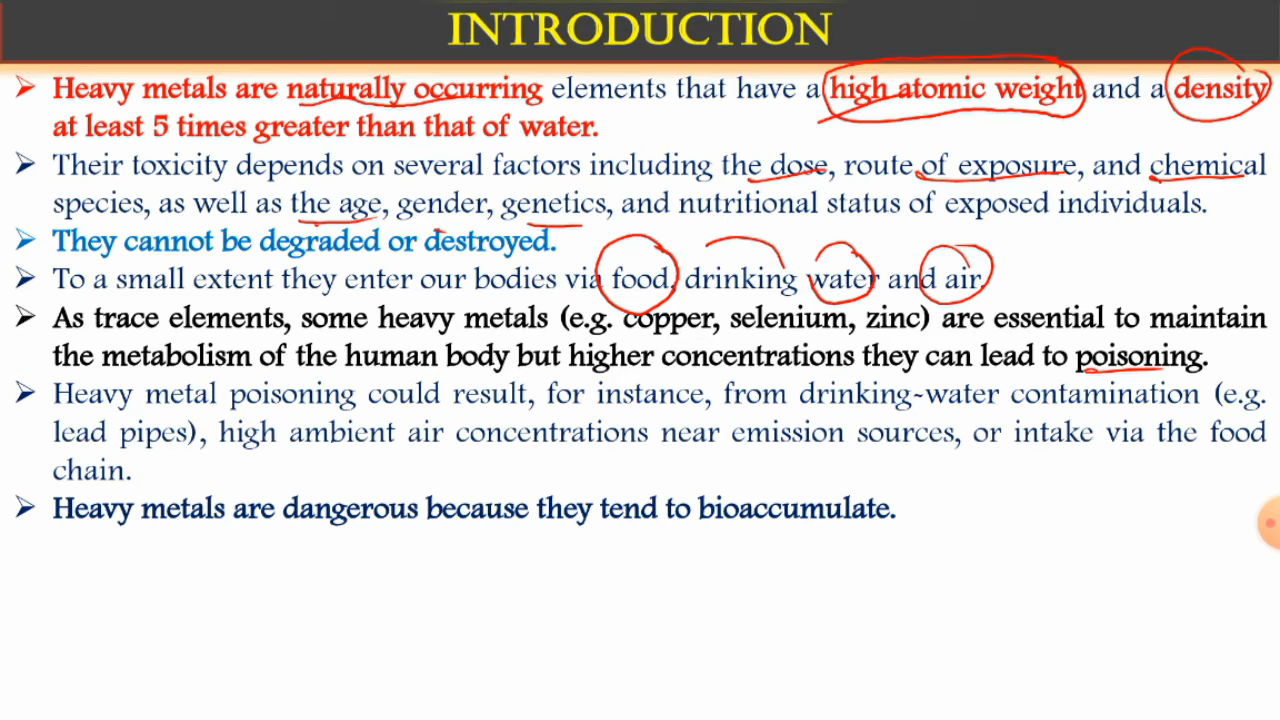 INTRODUCTION
➢ Heavy metals are naturally occurring elements that have a high atomic weight and a density
at least 5 times greater than that of water.
➢ Their toxicity depends on several factors including the dose, route of exposure, and chemical
species, as well as the age, gender, genetics, and nutritional status of exposed individuals.
➢ They cannot be degraded or destroyed.
➢ To a small extent they enter our bodies via food, drinking water and air.
➢ As trace elements, some heavy metals (e.g. copper, selenium, zinc) are essential to maintain
the metabolism of the human body but higher concentrations they can lead to poisoning.
➢ Heavy metal poisoning could result, for instance, from drinking-water contamination (e.g.
lead pipes), high ambient air concentrations near emission sources, or intake via the food
chain.
➢ Heavy metals are dangerous because they tend to bioaccumulate.